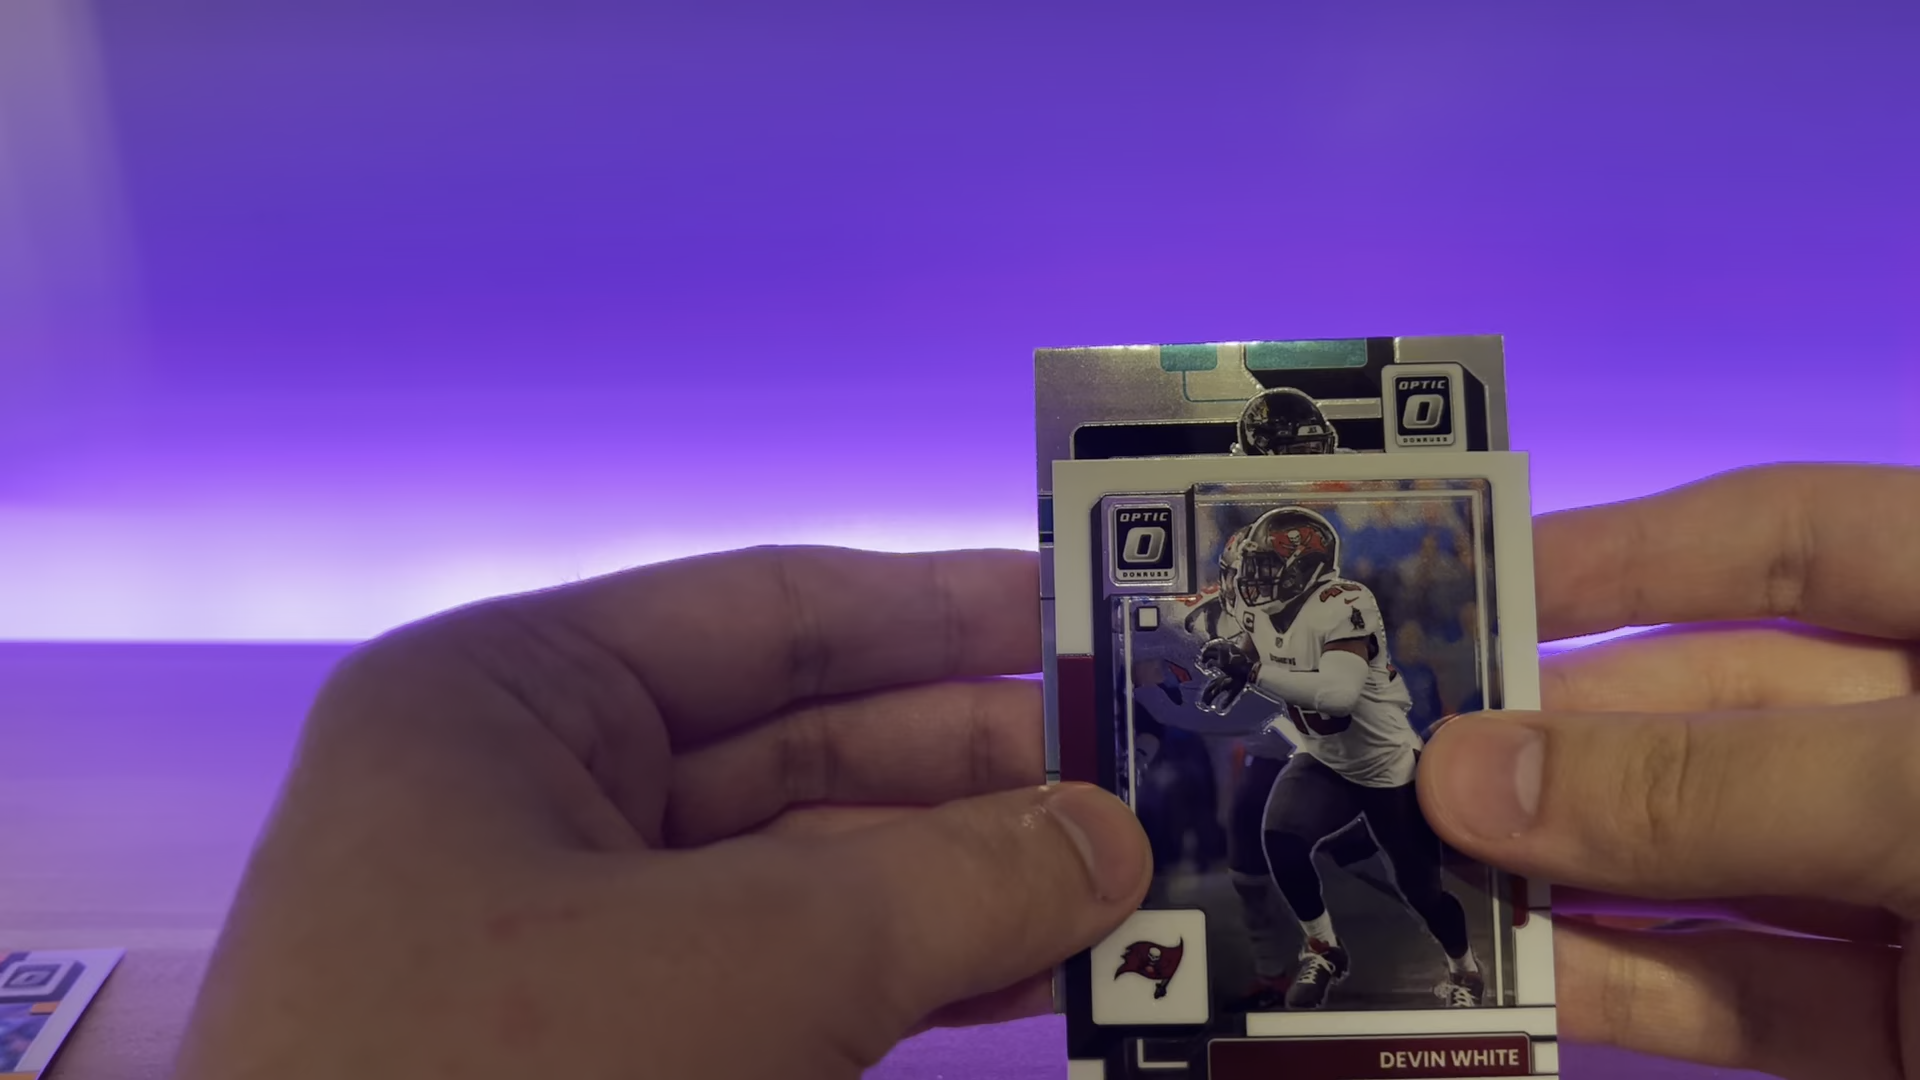 OPTIC
O
DONRUSS
OPTIC
O
DONRUSS
DEVIN WHITE